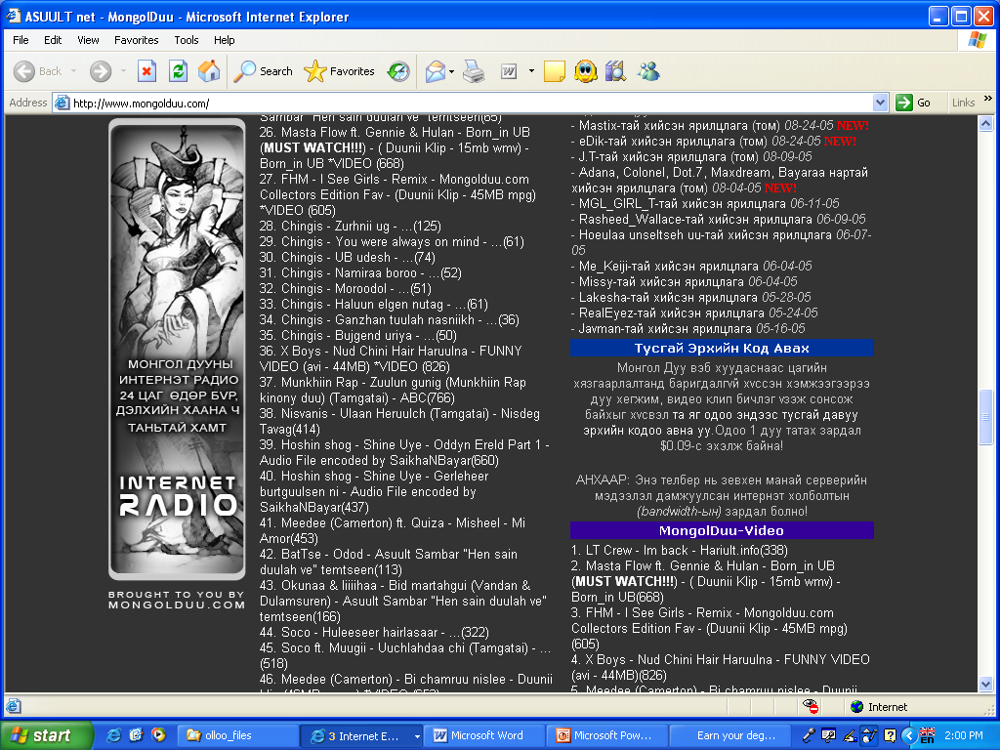 ASUULT net - MongolDuu - Microsoft Internet Explorer
File Edit View Favorites Tools Help
Back Search Favorites
Address http://www.mongolduu.com/ Go Links »
МОНГОЛ ДУУНЫ
ИНТЕРНЭТ РАДИО
24 ЦАГ ӨДӨР БҮР,
ДЭЛХИЙН ХААНА Ч
ТАНЬТАЙ ХАМТ
INTERNET
RADIO
BROUGHT TO YOU BY
MONGOLDUU.COM
Sambar "Hen sain duulah ve" temtseen(65)
26. Masta Flow ft. Gennie & Hulan - Born_in UB
(MUST WATCH!!!) - ( Duunii Klip - 15mb wmv) -
Born_in UB *VIDEO (668)
27. FHM - I See Girls - Remix - Mongolduu.com
Collectors Edition Fav - (Duunii Klip - 45MB mpg)
*VIDEO (605)
28. Chingis - Zurhnii ug - ...(125)
29. Chingis - You were always on mind - ...(61)
30. Chingis - UB udesh - ...(74)
31. Chingis - Namiraa boroo - ...(52)
32. Chingis - Moroodol - ...(51)
33. Chingis - Haluun elgen nutag - ...(61)
34. Chingis - Ganzhan tuulah nasniikh - ...(36)
35. Chingis - Bujgend uriya - ...(50)
36. X Boys - Nud Chini Hair Haruulna - FUNNY
VIDEO (avi - 44MB) *VIDEO (826)
37. Munkhiin Rap - Zuulun gunig (Munkhiin Rap
kinony duu) (Tamgatai) - ABC(766)
38. Nisvanis - Ulaan Heruulch (Tamgatai) - Nisdeg
Tavag(414)
39. Hoshin shog - Shine Uye - Oddyn Ereld Part 1 -
Audio File encoded by SaikhaNBayar(660)
40. Hoshin shog - Shine Uye - Gerleheer
burtguulsen ni - Audio File encoded by
SaikhaNBayar(437)
41. Meedee (Camerton) ft. Quiza - Misheel - Mi
Amor(453)
42. BatTse - Odod - Asuult Sambar "Hen sain
duulah ve" temtseen(113)
43. Okunaa & Iiiihaa - Bid martahgui (Vandan &
Dulamsuren) - Asuult Sambar "Hen sain duulah ve"
temtseen(166)
44. Soco - Huleeseer hairlasaar - ...(322)
45. Soco ft. Muugii - Uuchlahdaa chi (Tamgatai) - ...
(518)
46. Meedee (Camerton) - Bi chamruu nislee - Duunii
- Mastix-тай хийсэн ярилцлага (том) 08-24-05 NEW!
- eDik-тай хийсэн ярилцлага (том) 08-24-05 NEW!
- J.T-тай хийсэн ярилцлага (том) 08-09-05
- Adana, Colonel, Dot.7, Maxdream, Bayaraa нартай
хийсэн ярилцлага (том) 08-04-05 NEW!
- MGL_GIRL_T-тай хийсэн ярилцлага 06-11-05
- Rasheed_Wallace-тай хийсэн ярилцлага 06-09-05
- Hoeulaa unseltseh uu-тай хийсэн ярилцлага 06-07-
05
- Me_Keiji-тай хийсэн ярилцлага 06-04-05
- Missy-тай хийсэн ярилцлага 06-04-05
- Lakesha-тай хийсэн ярилцлага 05-28-05
- RealEyez-тай хийсэн ярилцлага 05-24-05
- Javman-тай хийсэн ярилцлага 05-16-05
Тусгай Эрхийн Код Авах
Монгол Дуу вэб хуудаснаас цагийн
хязгаарлалтанд баригдалгүй хүссэн хэмжээгээрээ
дуу хөгжим, видео клип бичлэг үзэж сонсож
байхыг хүсвэл та яг одоо эндээс тусгай давуу
эрхийн кодоо авна уу.Одоо 1 дуу татах зардал
$0.09-с эхэлж байна!
АНХААР: Энэ төлбөр нь зөвхөн манай серверийн
мэдээлэл дамжуулсан интернэт холболтын
(bandwidth-ын) зардал болно!
MongolDuu-Video
1. LT Crew - Im back - Hariult.info(338)
2. Masta Flow ft. Gennie & Hulan - Born_in UB
(MUST WATCH!!!) - ( Duunii Klip - 15mb wmv) -
Born_in UB(668)
3. FHM - I See Girls - Remix - Mongolduu.com
Collectors Edition Fav - (Duunii Klip - 45MB mpg)
(605)
4. X Boys - Nud Chini Hair Haruulna - FUNNY VIDEO
(avi - 44MB)(826)
5. Meedee (Camerton) - Bi chamruu nislee - Duunii
Internet
start olloo_files 3 Internet E... Microsoft Word Microsoft Pow... Earn your deg... EN 2:00 PM